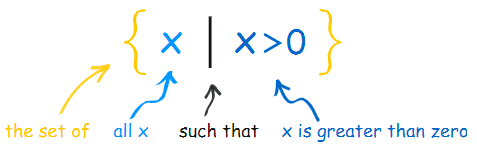 { x | x>0 }
the set of all x such that x is greater than zero